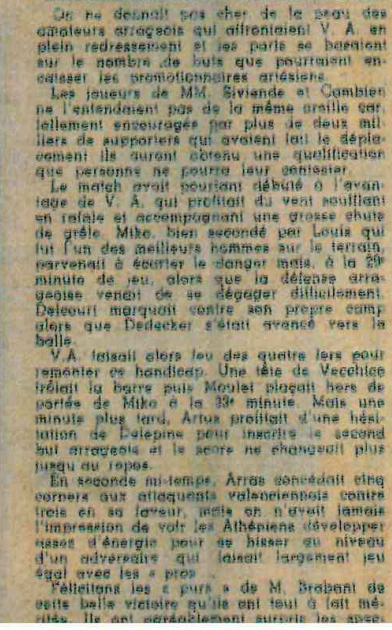 On ne donnait pas cher de la peau des
amateurs arrageois qui affrontaient V. A. en
plein redressement et les paris se basaient
sur le nombre de buts que pourraient en-
caisser les promotionnaires artésiens.
Les joueurs de MM. Siviende et Cambien
ne l'entendaient pas de la même oreille car
tellement encouragés par plus de deux mil-
liers de supporters qui avaient fait le dépla-
cement ils auront obtenu une qualification
que personne ne pourra leur contester.
Le match avait pourtant débuté à l'avan-
tage de V. A. qui profitait du vent soufflant
en rafale et accompagnant une grosse chute
de grêle. Miko, bien secondé par Louis qui
fut l'un des meilleurs hommes sur le terrain,
parvenait à écarter le danger mais, à la 29e
minute de jeu, alors que la défense arra-
geoise venait de se dégager difficilement
Delcourt marquait contre son propre camp
alors que Dedecker s'était avancé vers la
balle.
V.A. faisait alors feu des quatre fers pour
remonter ce handicap. Une tête de Vecchioe
frôlait la barre puis Moulet plaçait hors de
portée de Miko à la 33e minute. Mais une
minute plus tard, Artus profitait d'une hési-
tation de Delepine pour inscrire le second
but arrageois et le score ne changeait plus
jusqu'au repos.
En seconde mi-temps, Arras concédait cinq
corners aux attaquants valenciennois contre
trois en sa faveur, mais on n'avait jamais
l'impression de voir les Athéniens développer
assez d'énergie pour se hisser au niveau
d'un adversaire qui faisait largement jeu
égal avec les « pros ».
Félicitons les « purs » de M. Brabant de
cette belle victoire qu'ils ont tout à fait mé-
ritée. Ils ont agréablement surpris les spec-